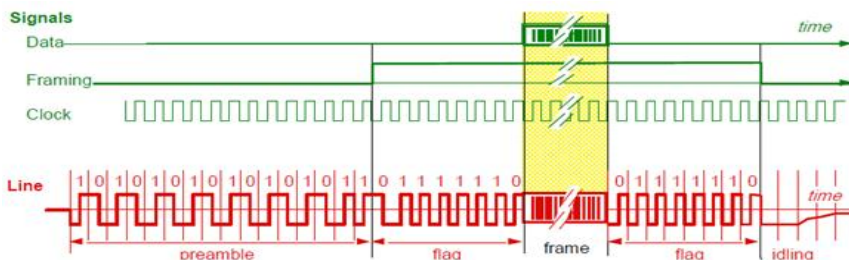 Signals
Data
time
Framing
Clock
Line
1 0 1 0 1 0 1 0 1 0 1 0 1 0 1 1 0 1 1 1 1 1 1 0 0 1 1 1 1 1 1 0
time
preamble flag frame flag idling